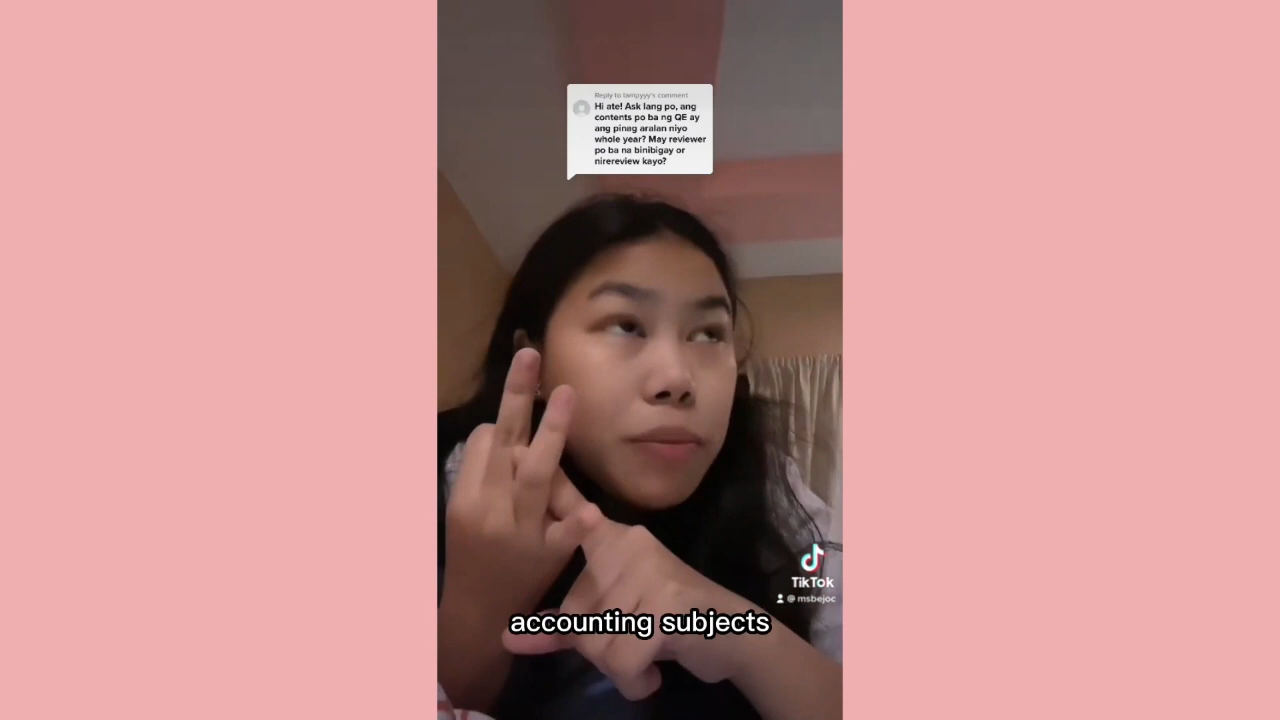 Reply to twnpyyy's comment
Hi ate! Ask lang po, ang
contents po ba ng QE ay
ang pinag aralan niyo
whole year? May reviewer
po ba na binibigay or
nirereview kayo?
TikTok
@ msbejoc
accounting subjects